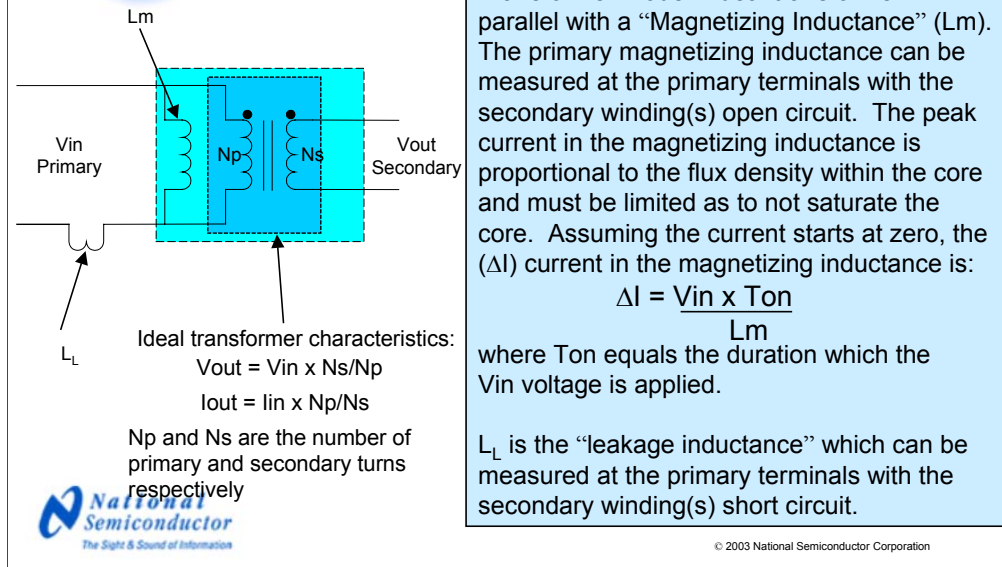 Lm
Vin
Primary
Np
Ns
Vout
Secondary
L_L
Ideal transformer characteristics:
Vout = Vin x Ns/Np
Iout = Iin x Np/Ns
Np and Ns are the number of
primary and secondary turns
respectively
National
Semiconductor
The Sight & Sound of Information
parallel with a “Magnetizing Inductance” (Lm).
The primary magnetizing inductance can be
measured at the primary terminals with the
secondary winding(s) open circuit. The peak
current in the magnetizing inductance is
proportional to the flux density within the core
and must be limited as to not saturate the
core. Assuming the current starts at zero, the
(ΔI) current in the magnetizing inductance is:
ΔI = Vin x Ton
Lm
where Ton equals the duration which the
Vin voltage is applied.
L_L is the “leakage inductance” which can be
measured at the primary terminals with the
secondary winding(s) short circuit.
© 2003 National Semiconductor Corporation